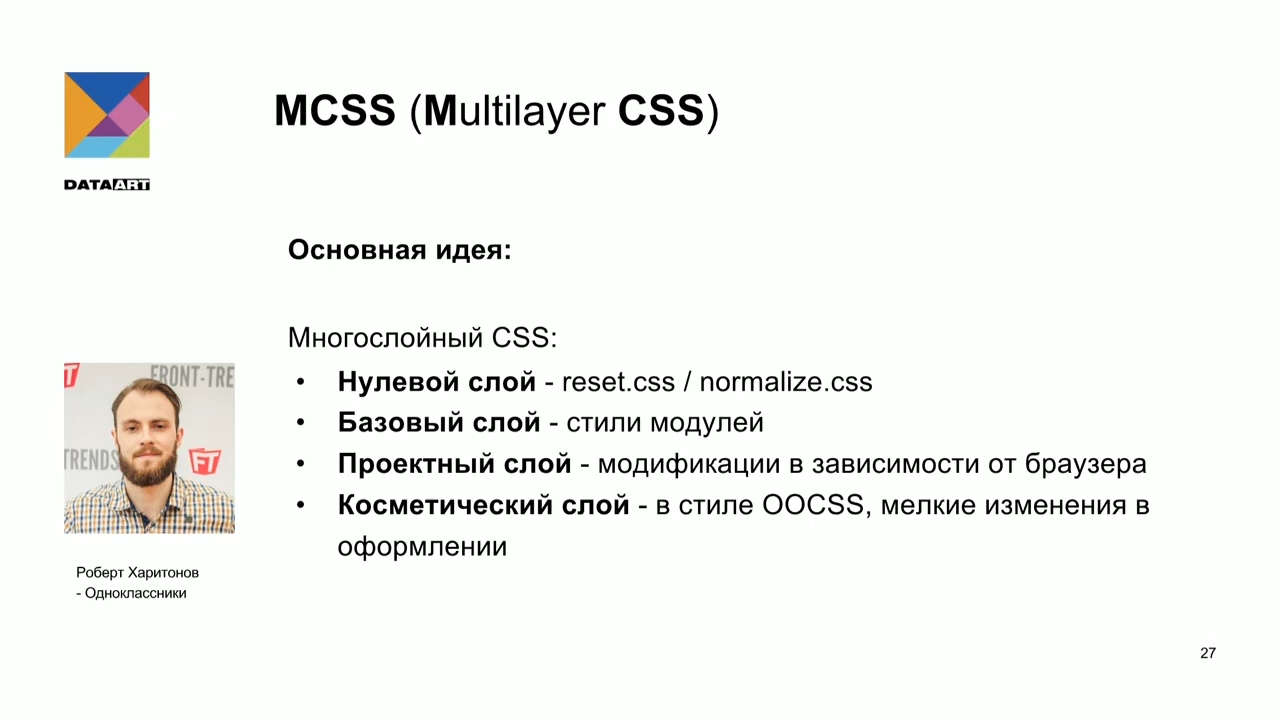 MCSS (Multilayer CSS)
DATAART
Основная идея:
Многослойный CSS:
• Нулевой слой - reset.css / normalize.css
• Базовый слой - стили модулей
• Проектный слой - модификации в зависимости от браузера
• Косметический слой - в стиле OOCSS, мелкие изменения в
оформлении
T
FRONT-TRE
TRENDS
FT
Роберт Харитонов
- Одноклассники
27